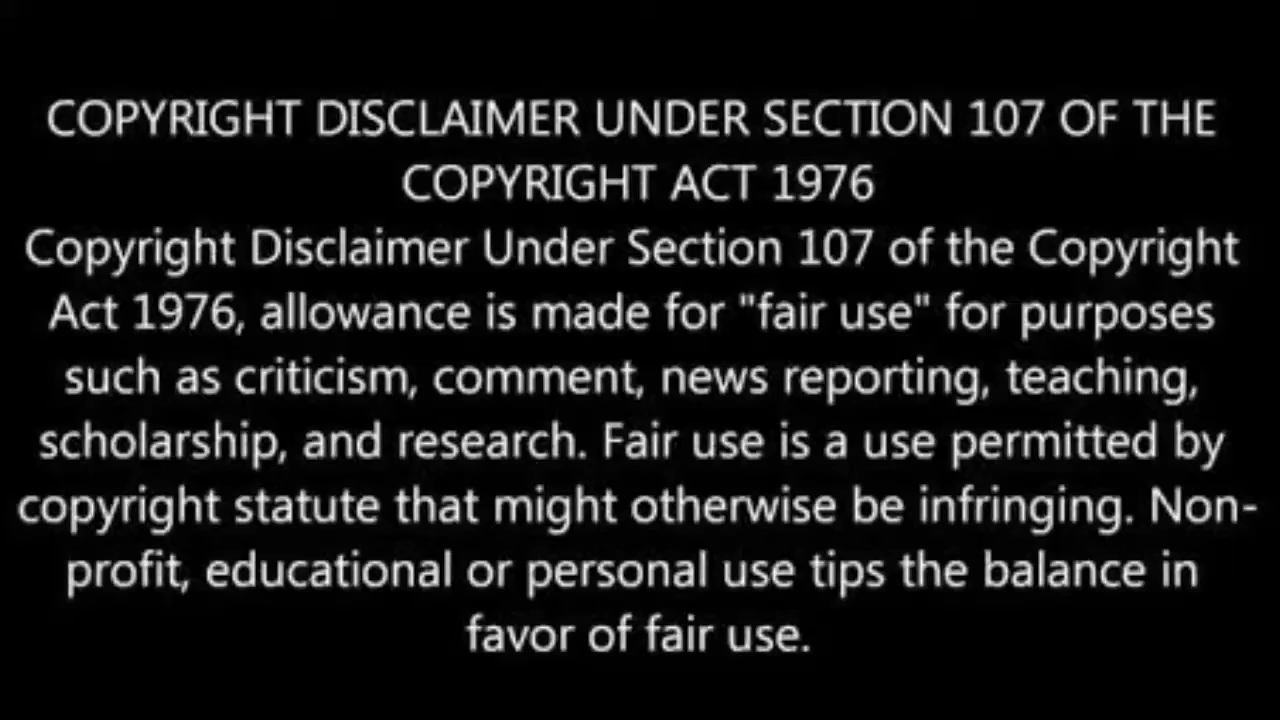 COPYRIGHT DISCLAIMER UNDER SECTION 107 OF THE
COPYRIGHT ACT 1976
Copyright Disclaimer Under Section 107 of the Copyright
Act 1976, allowance is made for "fair use" for purposes
such as criticism, comment, news reporting, teaching,
scholarship, and research. Fair use is a use permitted by
copyright statute that might otherwise be infringing. Non-
profit, educational or personal use tips the balance in
favor of fair use.